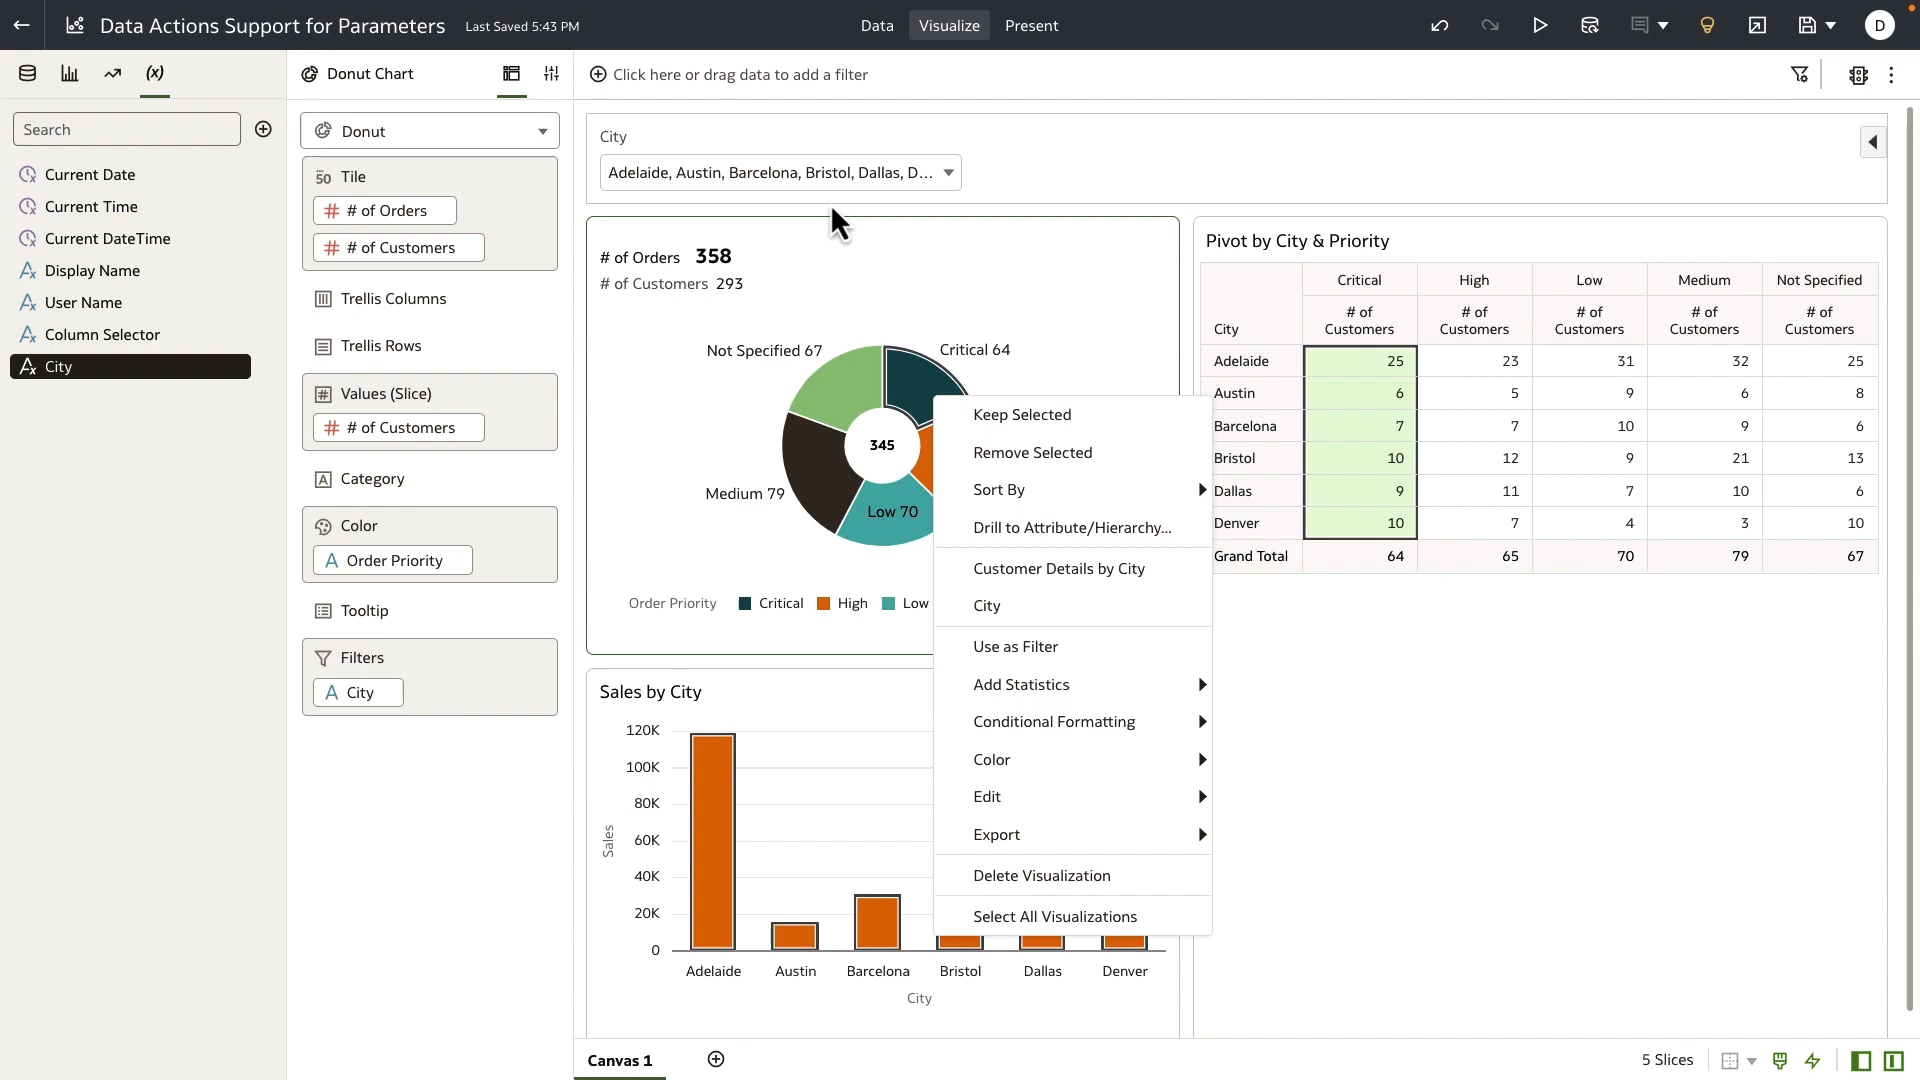 Data Actions Support for Parameters
Last Saved 5:43 PM
Data
Visualize
Present
D
Search
Current Date
Current Time
Current DateTime
Display Name
User Name
Column Selector
City
Donut Chart
Donut
Tile
# of Orders
# of Customers
Trellis Columns
Trellis Rows
Values (Slice)
# of Customers
Category
Color
Order Priority
Tooltip
Filters
City
Click here or drag data to add a filter
City
Adelaide, Austin, Barcelona, Bristol, Dallas, D...
# of Orders 358
# of Customers 293
Not Specified 67
Critical 64
345
Medium 79
Low 70
Order Priority Critical High Low
Keep Selected
Remove Selected
Sort By
Drill to Attribute/Hierarchy...
Customer Details by City
City
Use as Filter
Add Statistics
Conditional Formatting
Color
Edit
Export
Delete Visualization
Select All Visualizations
Pivot by City & Priority
Critical High Low Medium Not Specified
City # of Customers # of Customers # of Customers # of Customers # of Customers
Adelaide 25 23 31 32 25
Austin 6 5 9 6 8
Barcelona 7 7 10 9 6
Bristol 10 12 9 21 13
Dallas 9 11 7 10 6
Denver 10 7 4 3 10
Grand Total 64 65 70 79 67
Sales by City
120K
100K
80K
60K
40K
20K
0
Sales
Adelaide Austin Barcelona Bristol Dallas Denver
City
Canvas 1
5 Slices